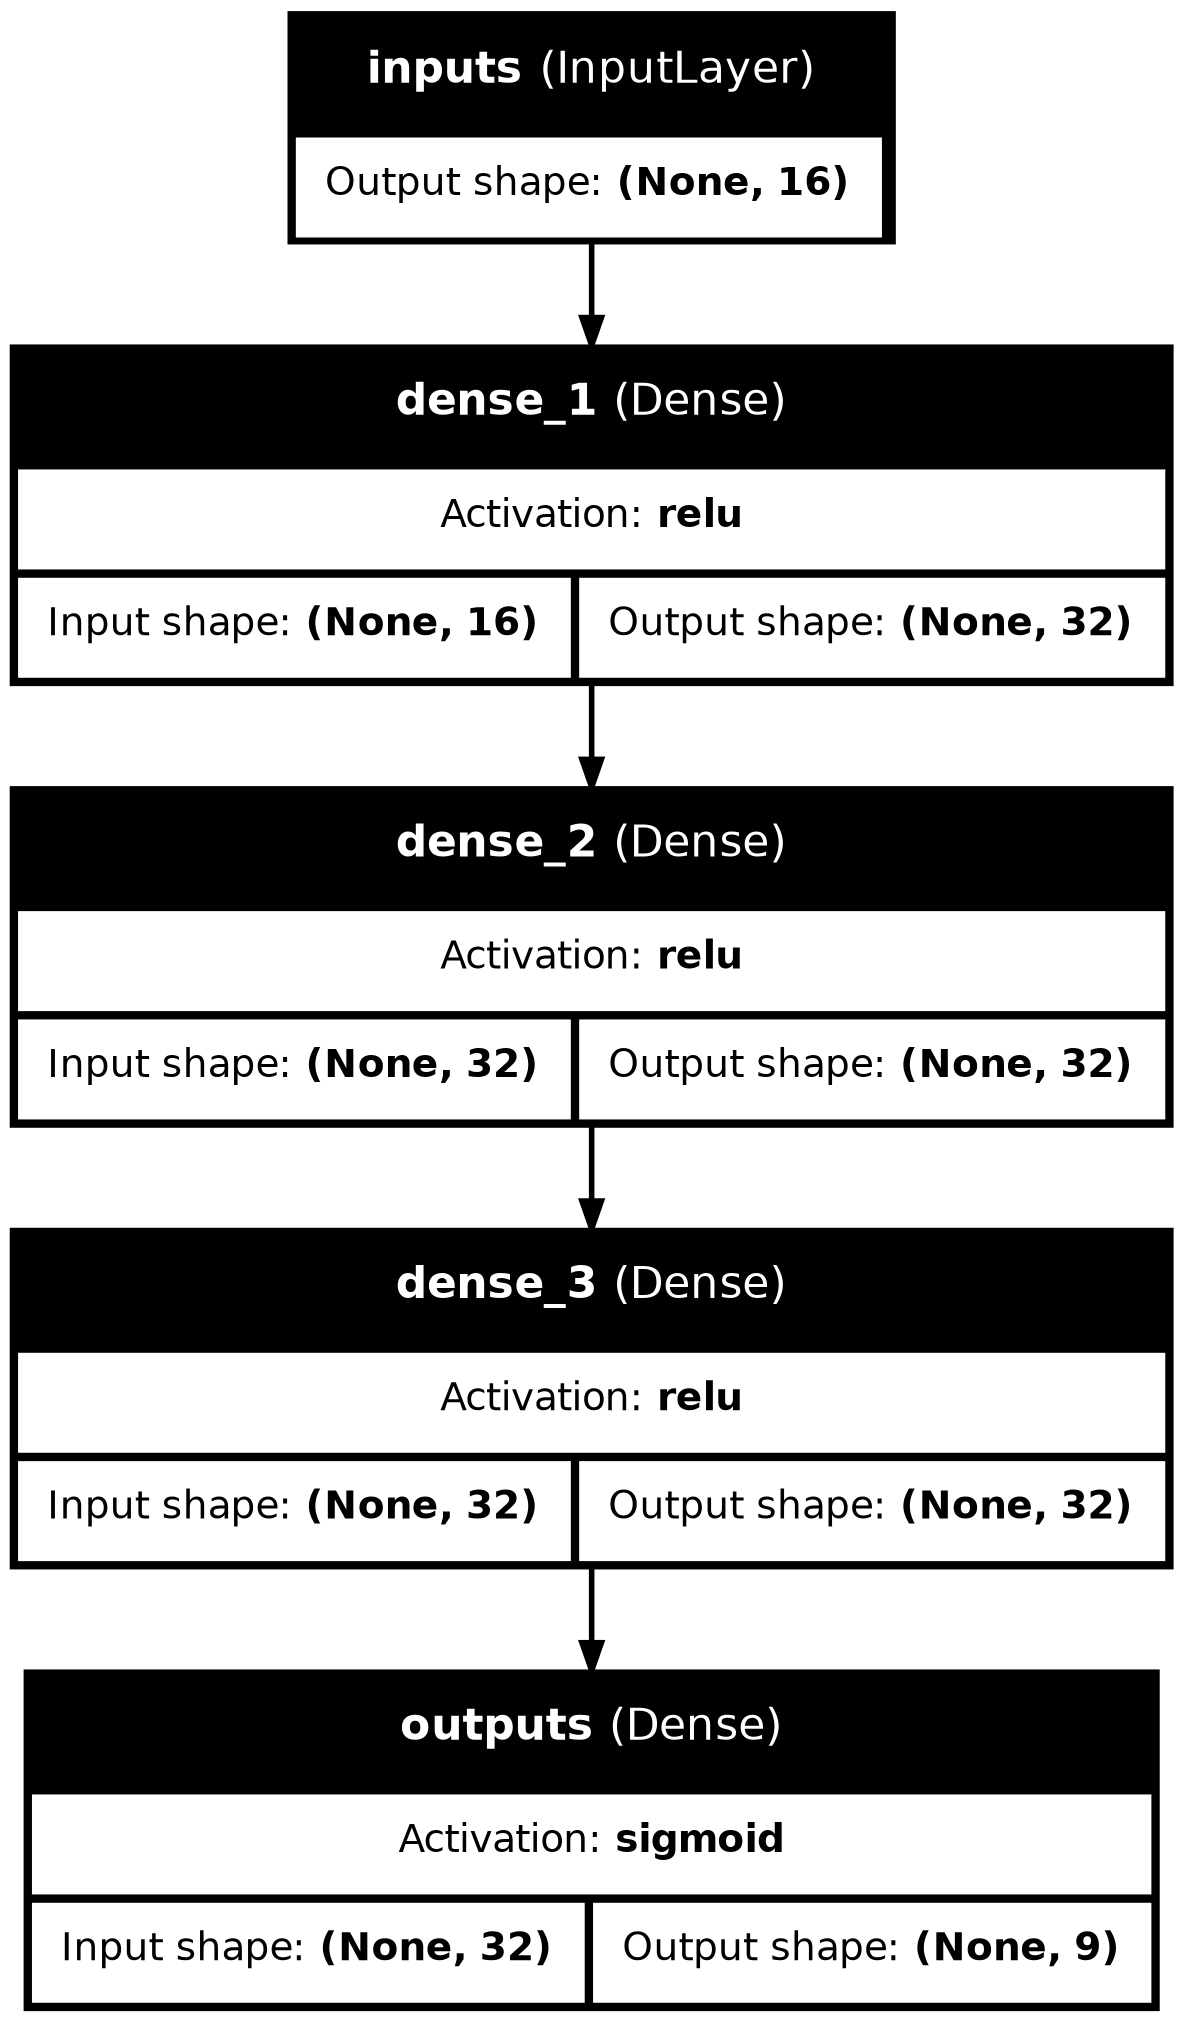 inputs (InputLayer)
Output shape: (None, 16)
dense_1 (Dense)
Activation: relu
Input shape: (None, 16) Output shape: (None, 32)
dense_2 (Dense)
Activation: relu
Input shape: (None, 32) Output shape: (None, 32)
dense_3 (Dense)
Activation: relu
Input shape: (None, 32) Output shape: (None, 32)
outputs (Dense)
Activation: sigmoid
Input shape: (None, 32) Output shape: (None, 9)